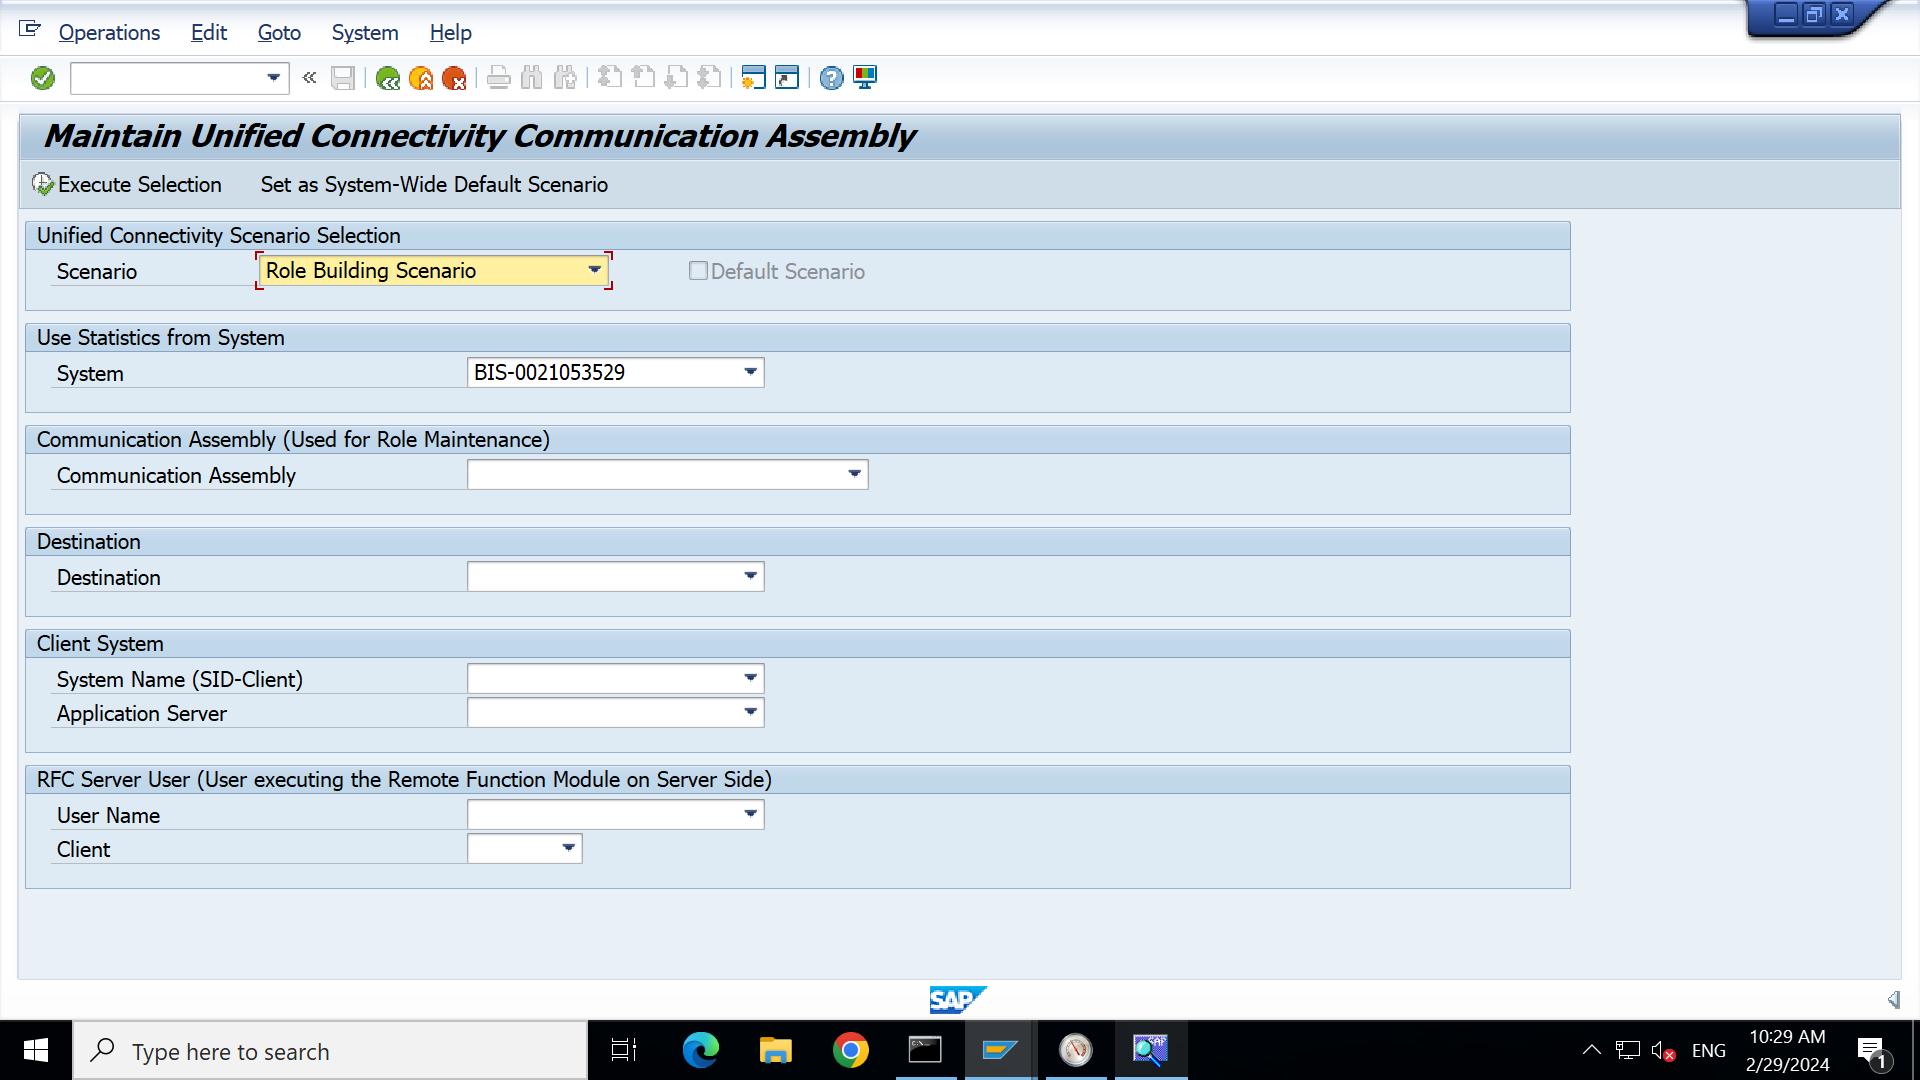 Operations Edit Goto System Help
Maintain Unified Connectivity Communication Assembly
Execute Selection Set as System-Wide Default Scenario
Unified Connectivity Scenario Selection
Scenario Role Building Scenario Default Scenario
Use Statistics from System
System BIS-0021053529
Communication Assembly (Used for Role Maintenance)
Communication Assembly
Destination
Destination
Client System
System Name (SID-Client)
Application Server
RFC Server User (User executing the Remote Function Module on Server Side)
User Name
Client
SAP
Type here to search
ENG
10:29 AM
2/29/2024
1